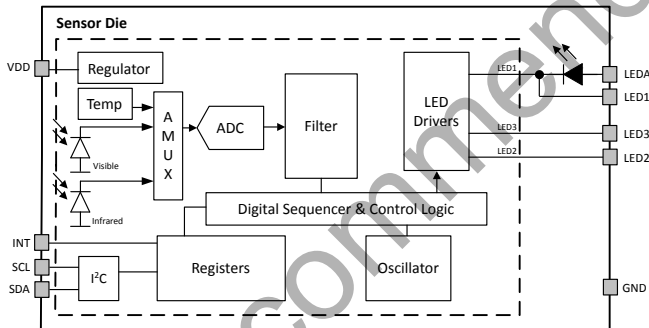 Sensor Die
VDD
Regulator
Temp
A
M
U
X
ADC
Filter
LED
Drivers
LED1
LEDA
LED1
LED3
LED3
LED2
LED2
Visible
Infrared
Digital Sequencer & Control Logic
INT
SCL
SDA
I²C
Registers
Oscillator
GND
commen